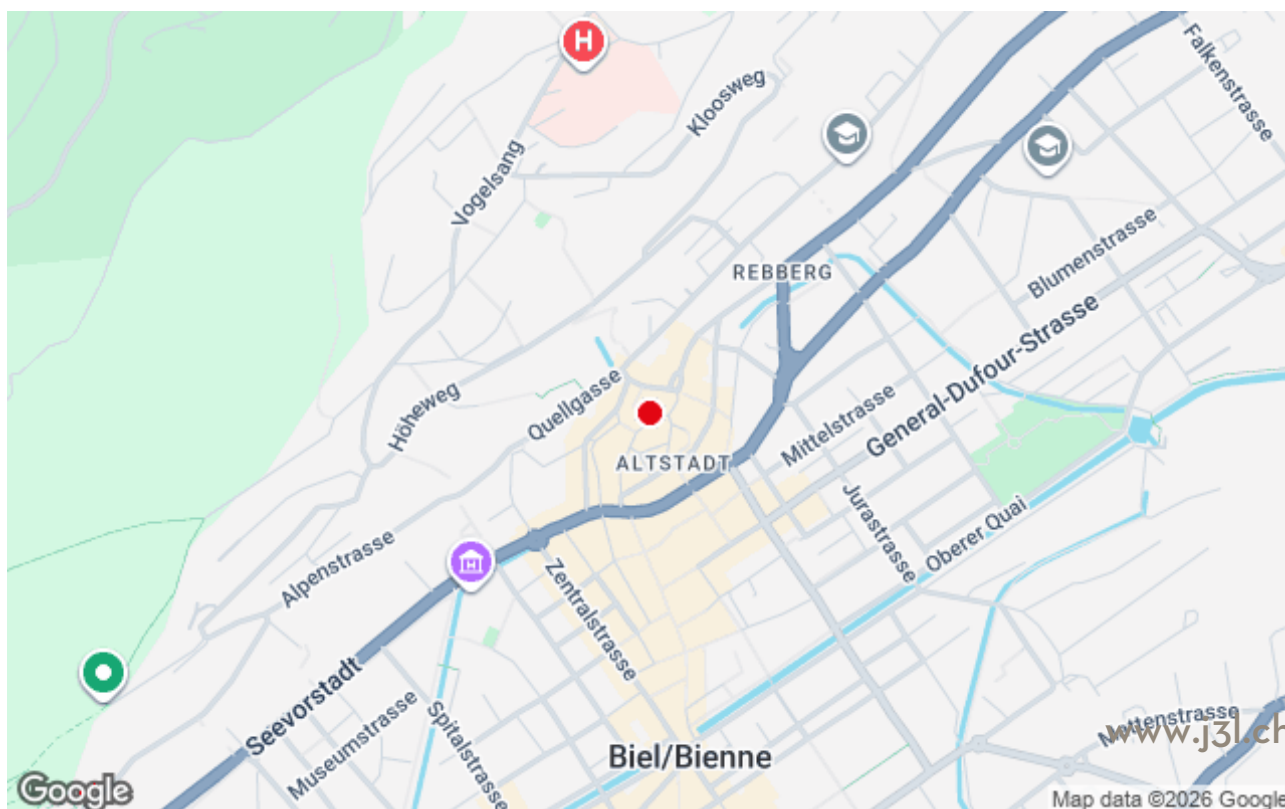 H
Falkenstrasse
Kloosweg
Vogelsang
Blumenstrasse
REBBERG
General-Dufour-Strasse
Höheweg
Quellgasse
Mittelstrasse
ALTSTADT
Jurastrasse
Oberer Quai
Alpenstrasse
Zentralstrasse
Seevorstadt
Museumstrasse
Spitalstrasse
Mettenstrasse
www.j3l.ch
Biel/Bienne
Google
Map data ©2026 Google